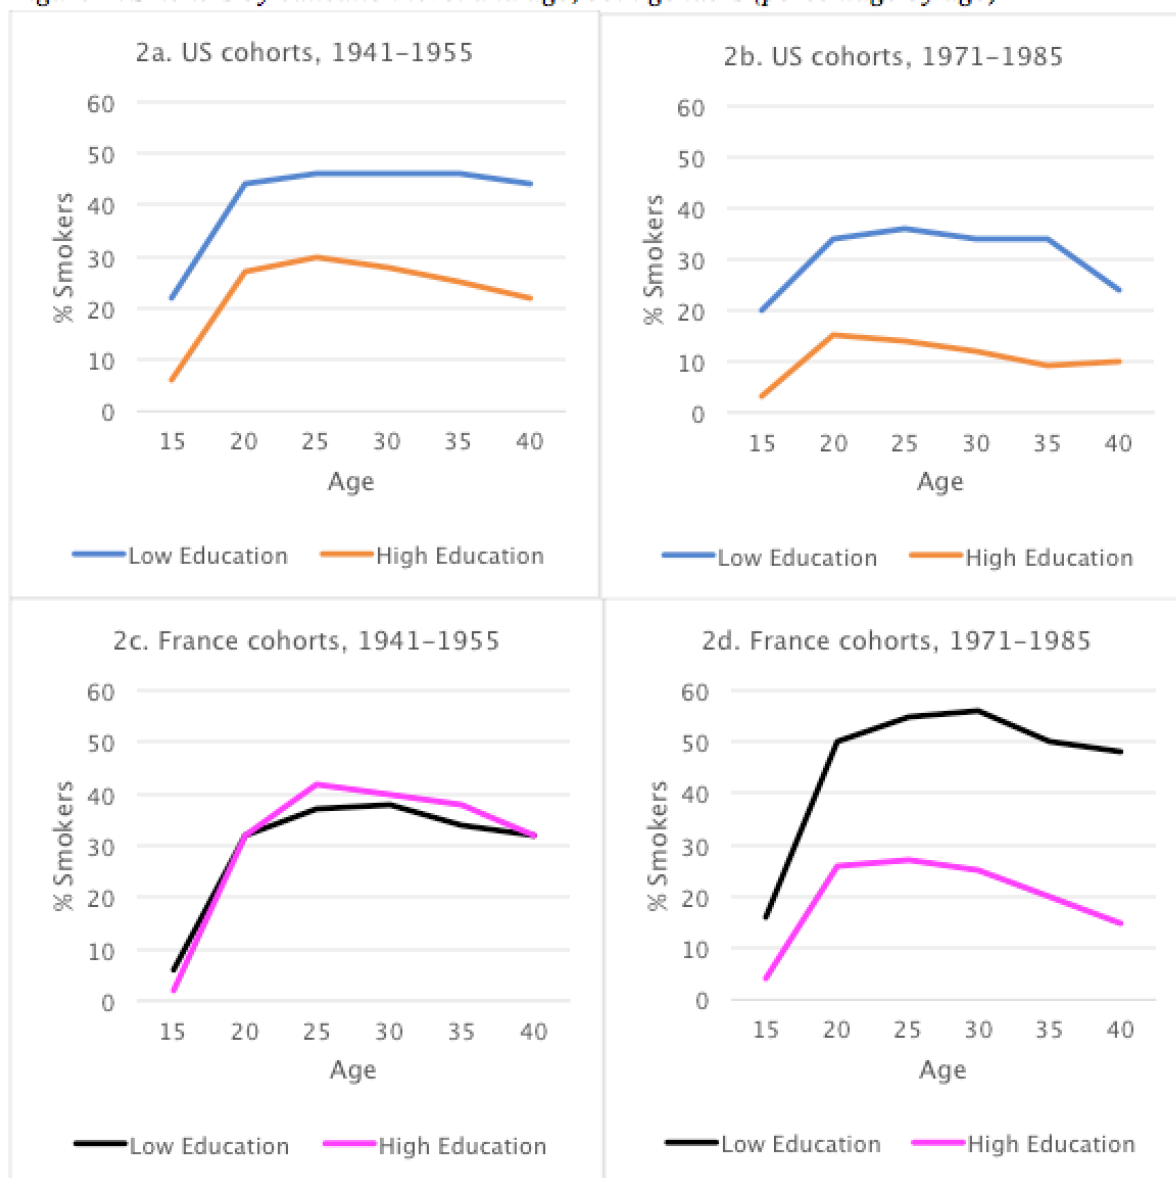 2a. US cohorts, 1941–1955
60
50
40
30
20
10
0
% Smokers
15 20 25 30 35 40
Age
Low Education High Education
2b. US cohorts, 1971–1985
60
50
40
30
20
10
0
% Smokers
15 20 25 30 35 40
Age
Low Education High Education
2c. France cohorts, 1941–1955
60
50
40
30
20
10
0
% Smokers
15 20 25 30 35 40
Age
Low Education High Education
2d. France cohorts, 1971–1985
60
50
40
30
20
10
0
% Smokers
15 20 25 30 35 40
Age
Low Education High Education